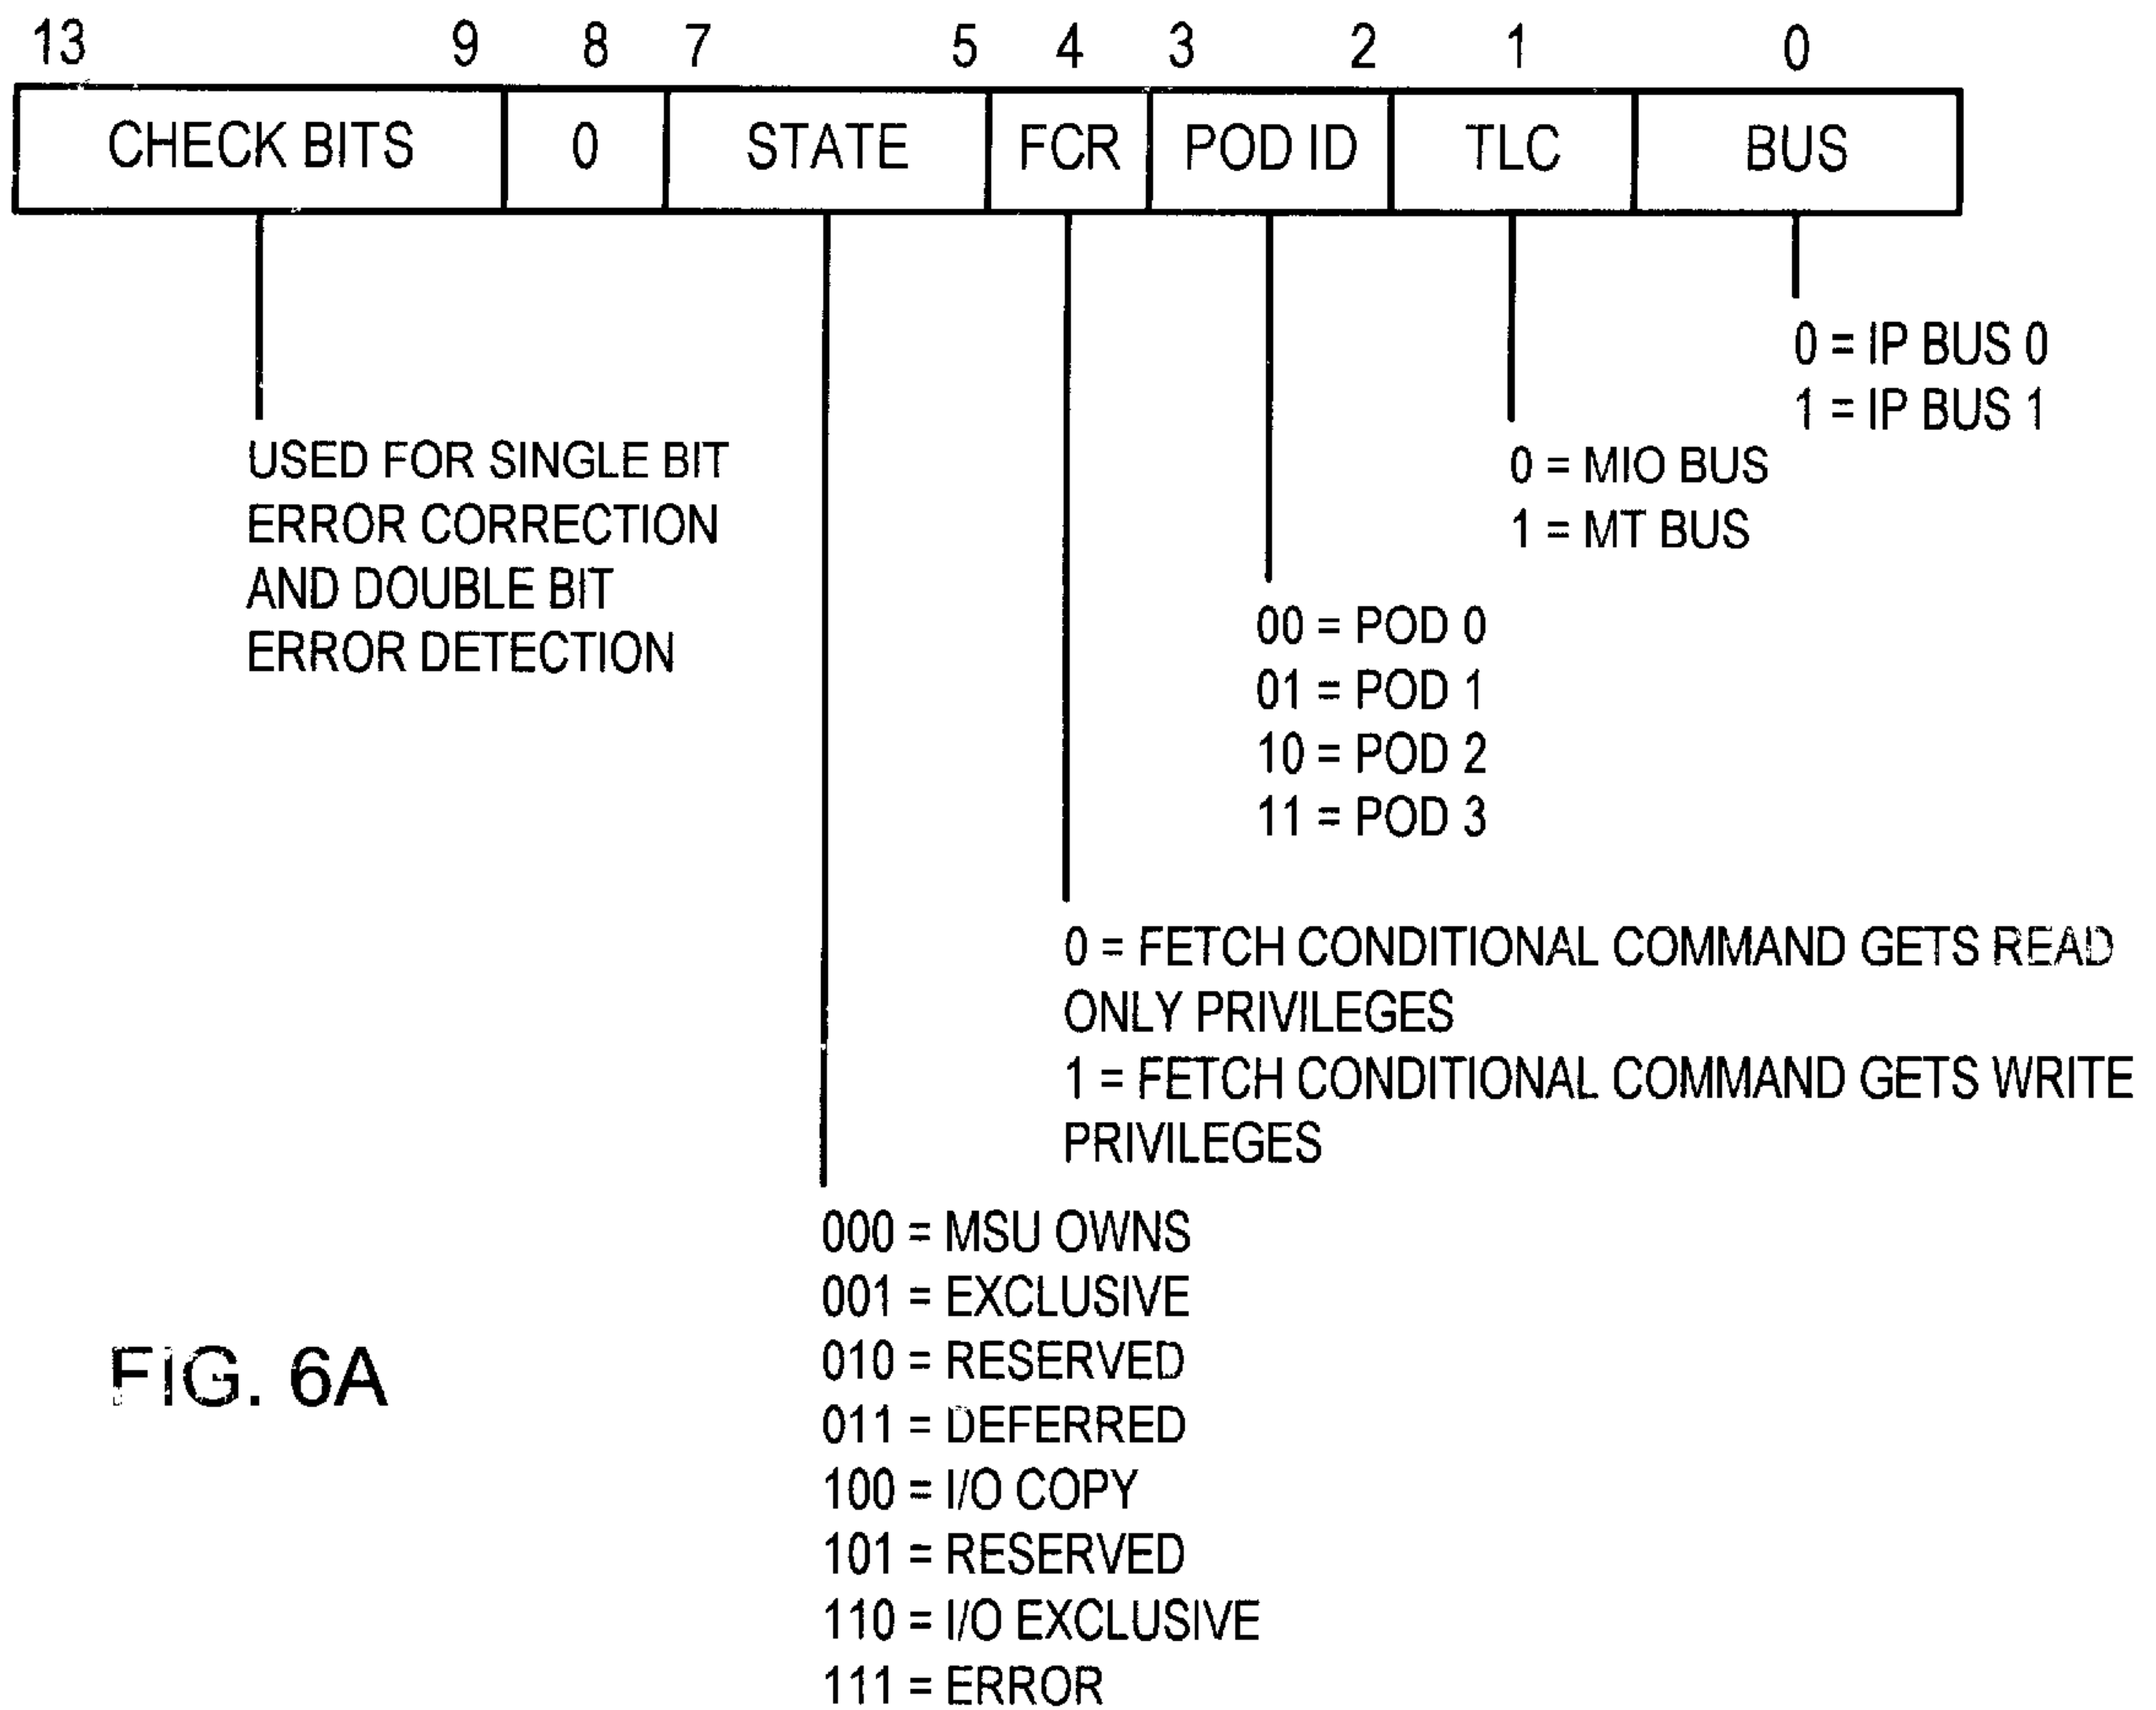 13 9 8 7 5 4 3 2 1 0
CHECK BITS 0 STATE FCR POD ID TLC BUS
0 = IP BUS 0
1 = IP BUS 1
0 = MIO BUS
1 = MT BUS
USED FOR SINGLE BIT
ERROR CORRECTION
AND DOUBLE BIT
ERROR DETECTION
00 = POD 0
01 = POD 1
10 = POD 2
11 = POD 3
0 = FETCH CONDITIONAL COMMAND GETS READ
ONLY PRIVILEGES
1 = FETCH CONDITIONAL COMMAND GETS WRITE
PRIVILEGES
000 = MSU OWNS
001 = EXCLUSIVE
010 = RESERVED
011 = DEFERRED
100 = I/O COPY
101 = RESERVED
110 = I/O EXCLUSIVE
111 = ERROR
FIG. 6A